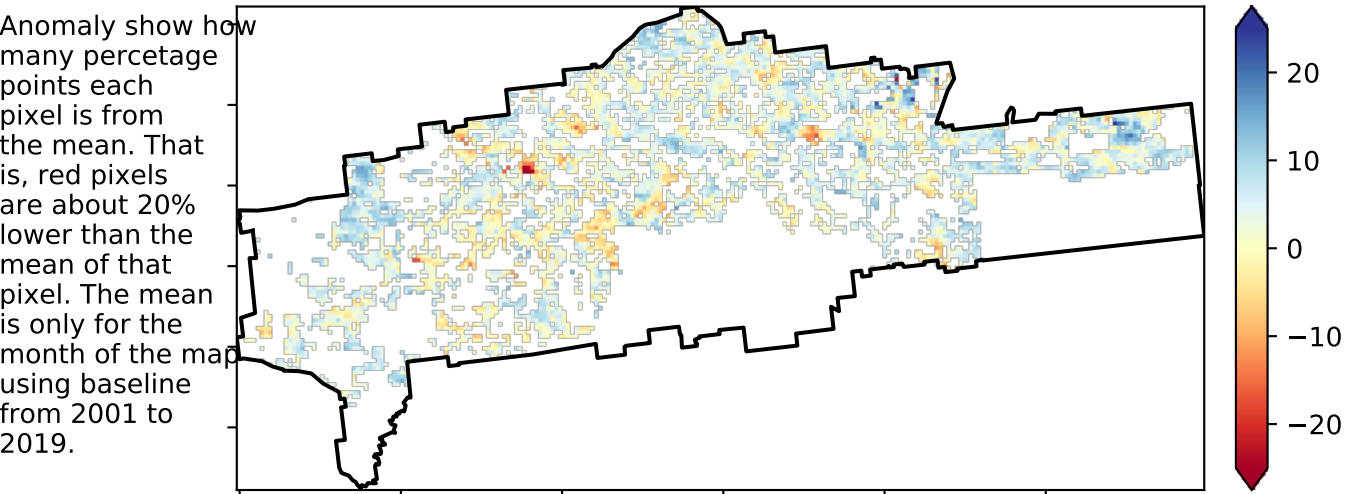 Anomaly show how
many percetage
points each
pixel is from
the mean. That
is, red pixels
are about 20%
lower than the
mean of that
pixel. The mean
is only for the
month of the map
using baseline
from 2001 to
2019.
20
10
0
−10
−20